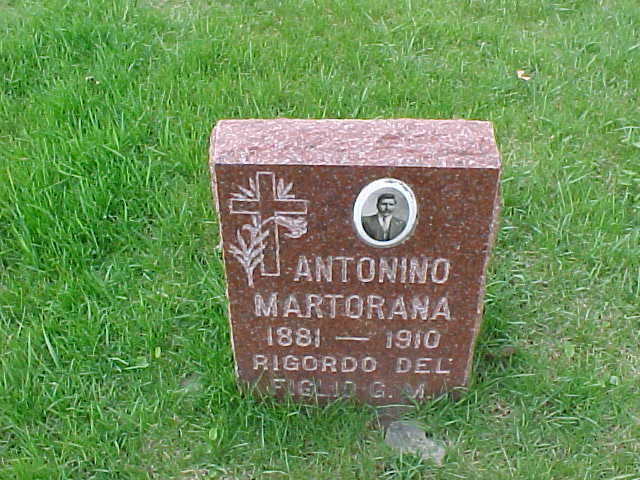 ANTONINO
MARTORANA
1881 — 1910
RIGORDO DEL
FIGLIO G. M.